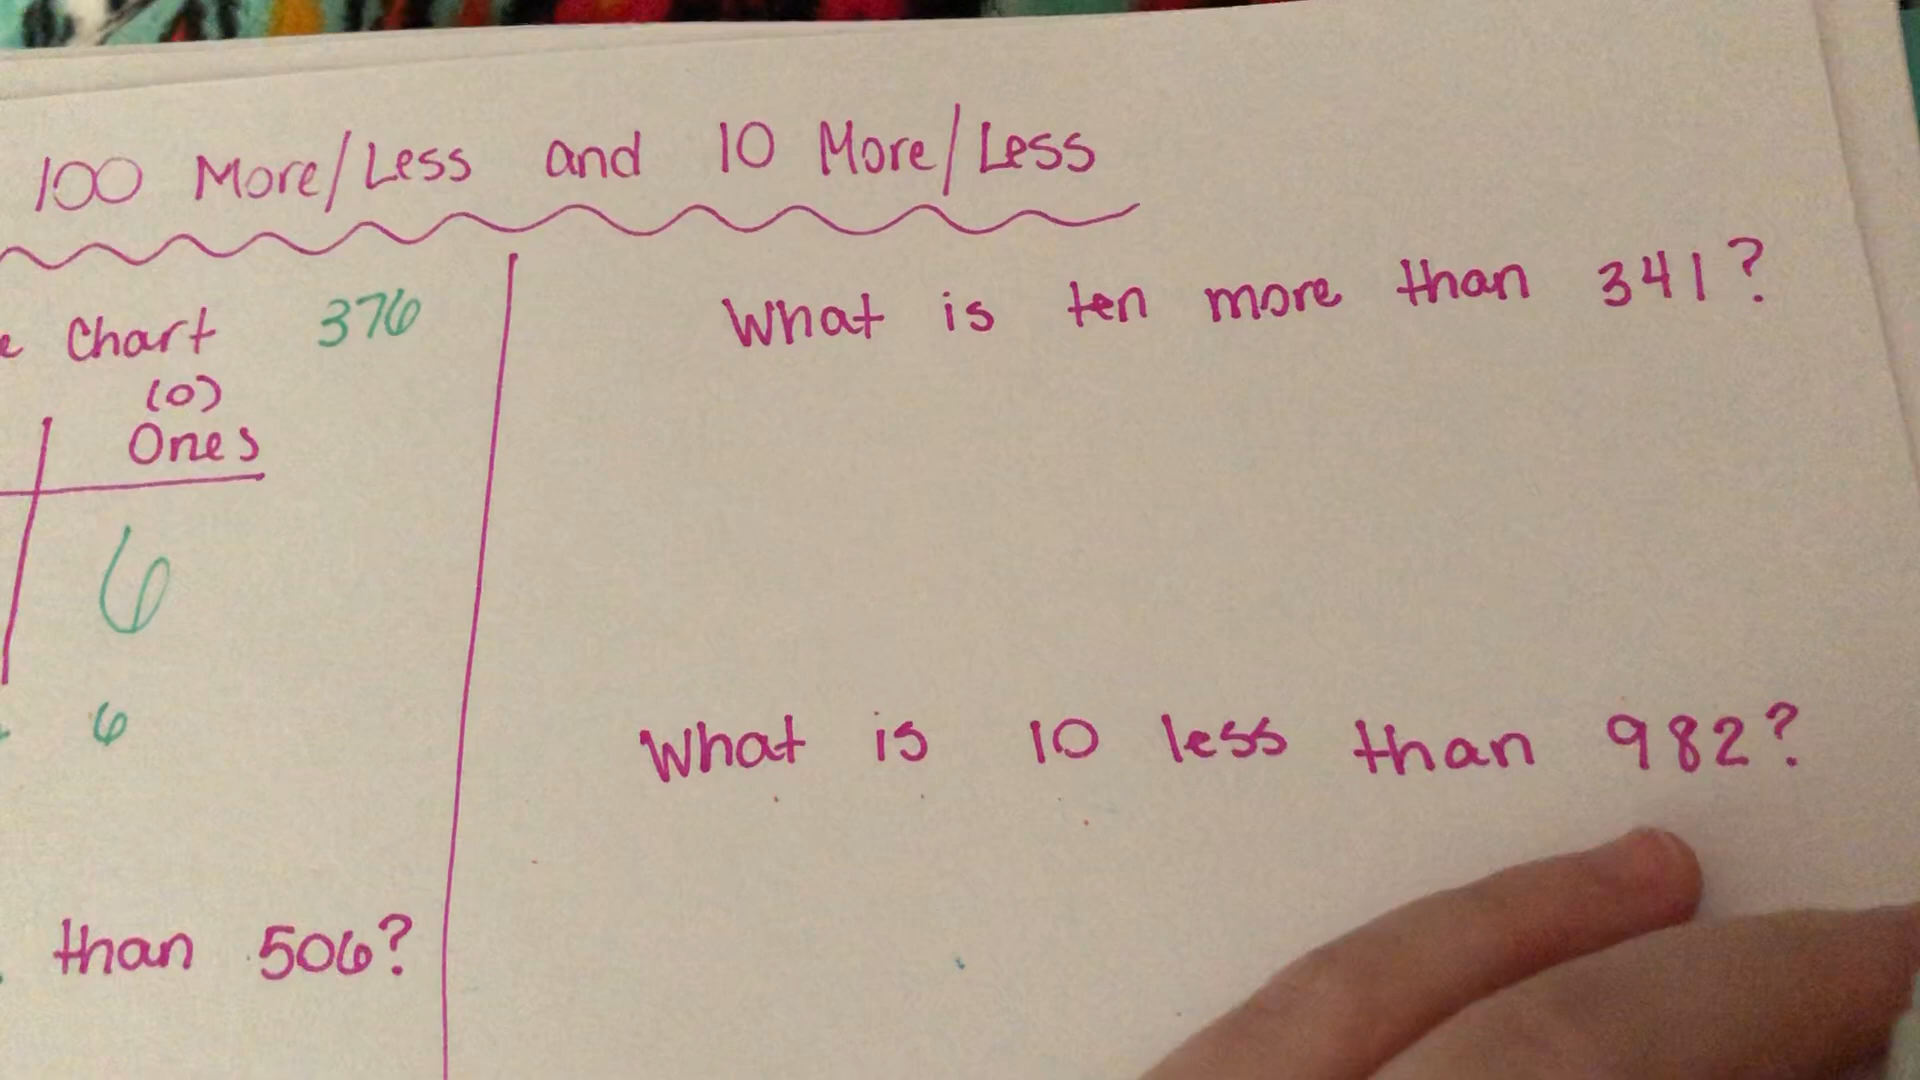 100 More/Less and 10 More/Less
Chart 376
(0)
Ones
6
6
than 506?
What is ten more than 341?
What is 10 less than 982?